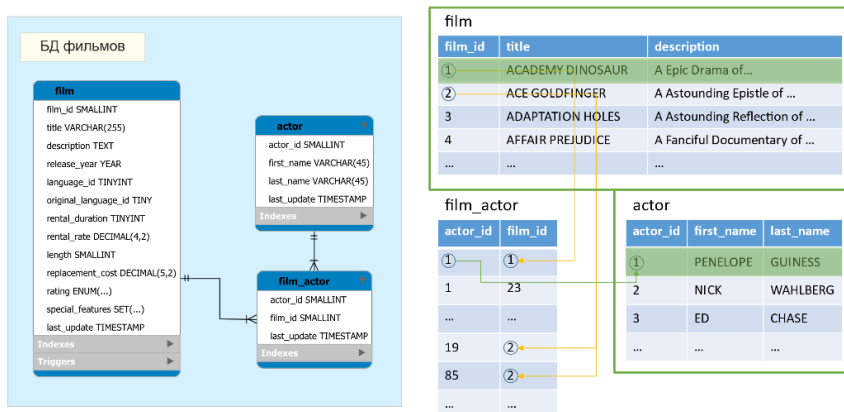 БД фильмов
film
film_id SMALLINT
title VARCHAR(255)
description TEXT
release_year YEAR
language_id TINYINT
original_language_id TINY
rental_duration TINYINT
rental_rate DECIMAL(4,2)
length SMALLINT
replacement_cost DECIMAL(5,2)
rating ENUM(...)
special_features SET(...)
last_update TIMESTAMP
Indexes
Triggers
actor
actor_id SMALLINT
first_name VARCHAR(45)
last_name VARCHAR(45)
last_update TIMESTAMP
Indexes
film_actor
actor_id SMALLINT
film_id SMALLINT
last_update TIMESTAMP
Indexes
film
film_id title description
1 ACADEMY DINOSAUR A Epic Drama of...
2 ACE GOLDFINGER A Astounding Epistle of ...
3 ADAPTATION HOLES A Astounding Reflection of ...
4 AFFAIR PREJUDICE A Fanciful Documentary of ...
... ... ...
film_actor
actor_id film_id
1 1
1 23
... ...
19 2
85 2
... ...
actor
actor_id first_name last_name
1 PENELOPE GUINESS
2 NICK WAHLBERG
3 ED CHASE
... ... ...